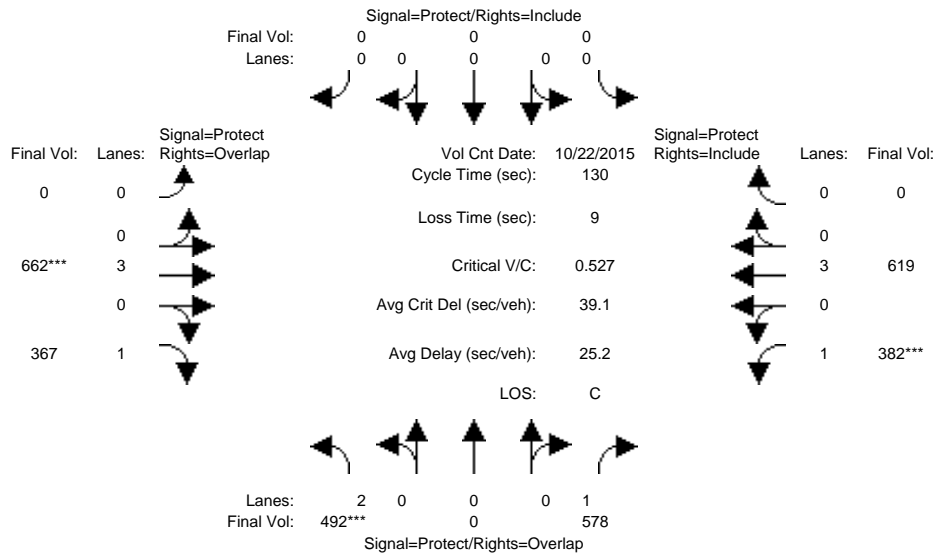 Signal=Protect/Rights=Include
Final Vol: 0 0 0
Lanes: 0 0 0 0 0
Signal=Protect
Final Vol: Lanes: Rights=Overlap
Vol Cnt Date: 10/22/2015
Signal=Protect
Rights=Include Lanes: Final Vol:
Cycle Time (sec): 130
0 0
0 0
Loss Time (sec): 9
0
0
662*** 3
Critical V/C: 0.527
3 619
0
Avg Crit Del (sec/veh): 39.1
0
367 1
Avg Delay (sec/veh): 25.2
1 382***
LOS: C
Lanes: 2 0 0 0 1
Final Vol: 492*** 0 578
Signal=Protect/Rights=Overlap